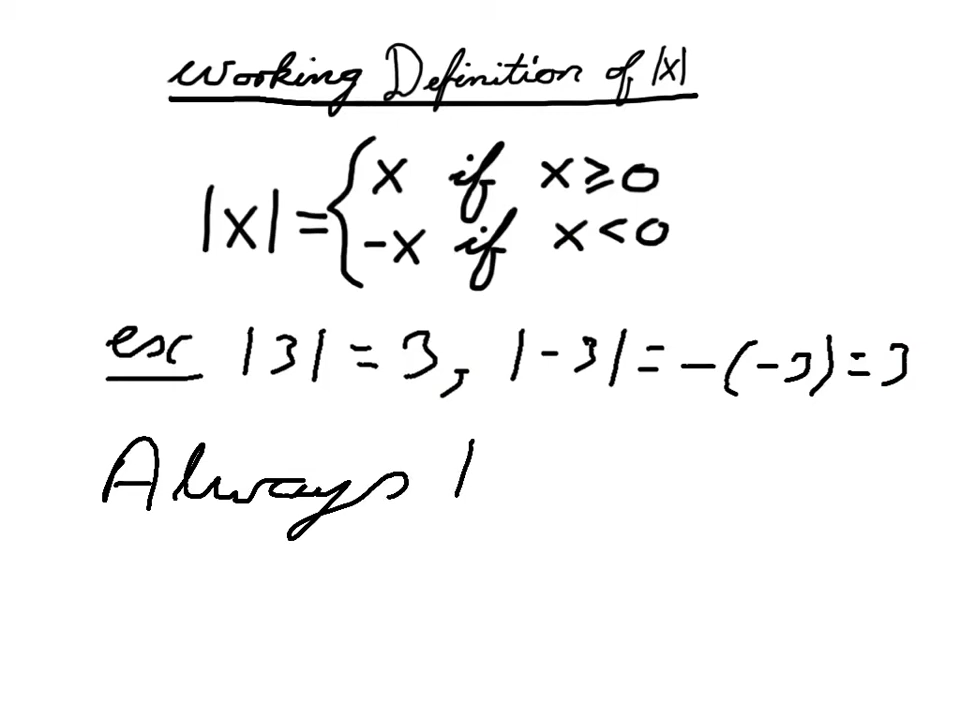 Working Definition of |x|
|x| = { x if x ≥ 0
-x if x < 0
ex |3| = 3, |-3| = -(-3) = 3
Always |